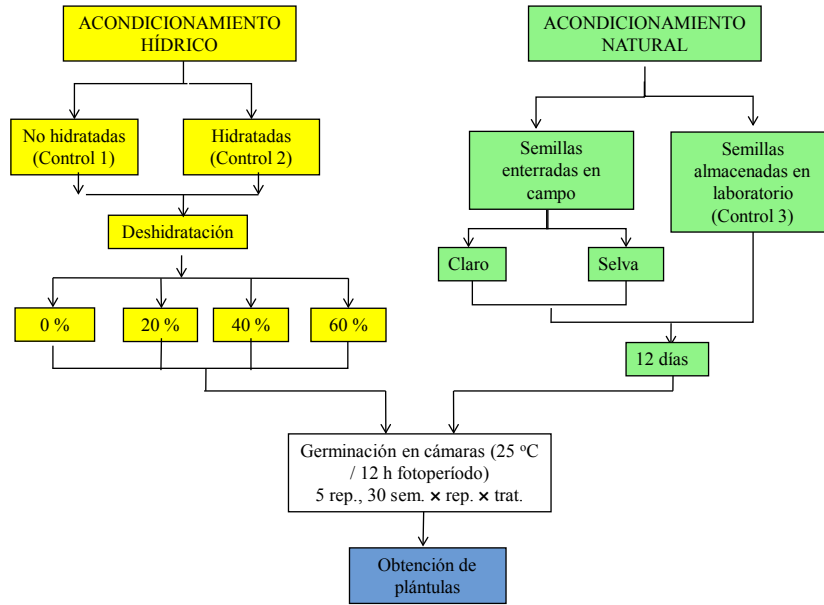 ACONDICIONAMIENTO
HÍDRICO
ACONDICIONAMIENTO
NATURAL
No hidratadas
(Control 1)
Hidratadas
(Control 2)
Semillas
enterradas en
campo
Semillas
almacenadas en
laboratorio
(Control 3)
Deshidratación
Claro
Selva
0 %
20 %
40 %
60 %
12 días
Germinación en cámaras (25 °C
/ 12 h fotoperíodo)
5 rep., 30 sem. × rep. × trat.
Obtención de
plántulas